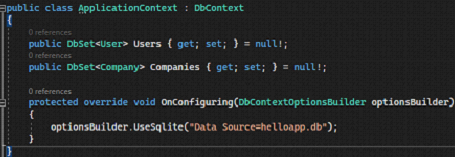 public class ApplicationContext : DbContext
{
0 references
public DbSet<User> Users { get; set; } = null!;
0 references
public DbSet<Company> Companies { get; set; } = null!;
0 references
protected override void OnConfiguring(DbContextOptionsBuilder optionsBuilder)
{
optionsBuilder.UseSqlite("Data Source=helloapp.db");
}
}